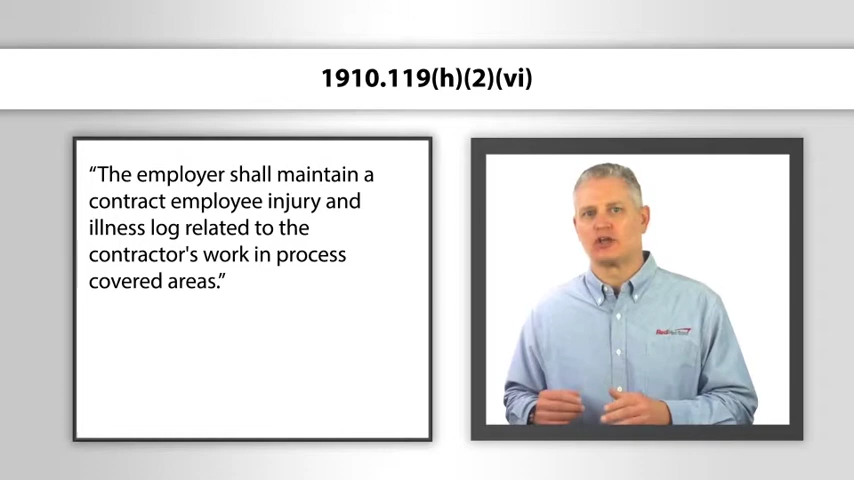 1910.119(h)(2)(vi)
“The employer shall maintain a
contract employee injury and
illness log related to the
contractor's work in process
covered areas.”